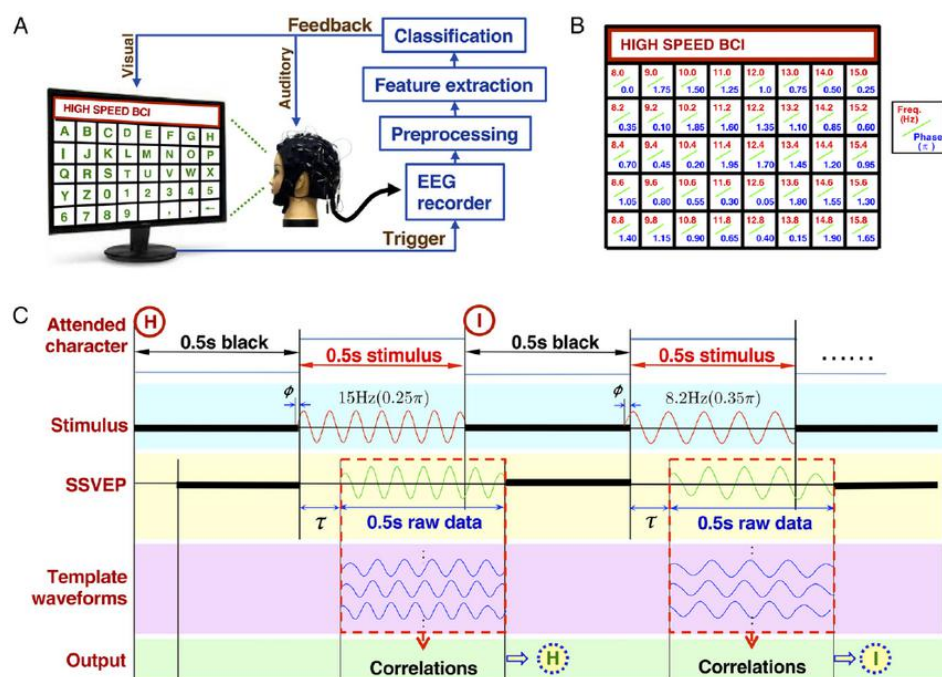 A
Feedback
Classification
Visual
Auditory
Feature extraction
Preprocessing
EEG
recorder
Trigger
HIGH SPEED BCI
A B C D E F G H
I J K L M N O P
Q R S T U V W X
Y Z 0 1 2 3 4 5
6 7 8 9 , . ←
B
HIGH SPEED BCI
8.0 9.0 10.0 11.0 12.0 13.0 14.0 15.0
0.0 1.75 1.50 1.25 1.0 0.75 0.50 0.25
8.2 9.2 10.2 11.2 12.2 13.2 14.2 15.2
0.35 0.10 1.85 1.60 1.35 1.10 0.85 0.60
8.4 9.4 10.4 11.4 12.4 13.4 14.4 15.4
0.70 0.45 0.20 1.95 1.70 1.45 1.20 0.95
8.6 9.6 10.6 11.6 12.6 13.6 14.6 15.6
1.05 0.80 0.55 0.30 0.05 1.80 1.55 1.30
8.8 9.8 10.8 11.8 12.8 13.8 14.8 15.8
1.40 1.15 0.90 0.65 0.40 0.15 1.90 1.65
Freq.
(Hz)
Phase
(π)
C
Attended
character
H
I
0.5s black
0.5s stimulus
0.5s black
0.5s stimulus
......
Stimulus
ϕ
15Hz(0.25π)
ϕ
8.2Hz(0.35π)
SSVEP
τ
0.5s raw data
τ
0.5s raw data
Template
waveforms
Output
Correlations
H
Correlations
I